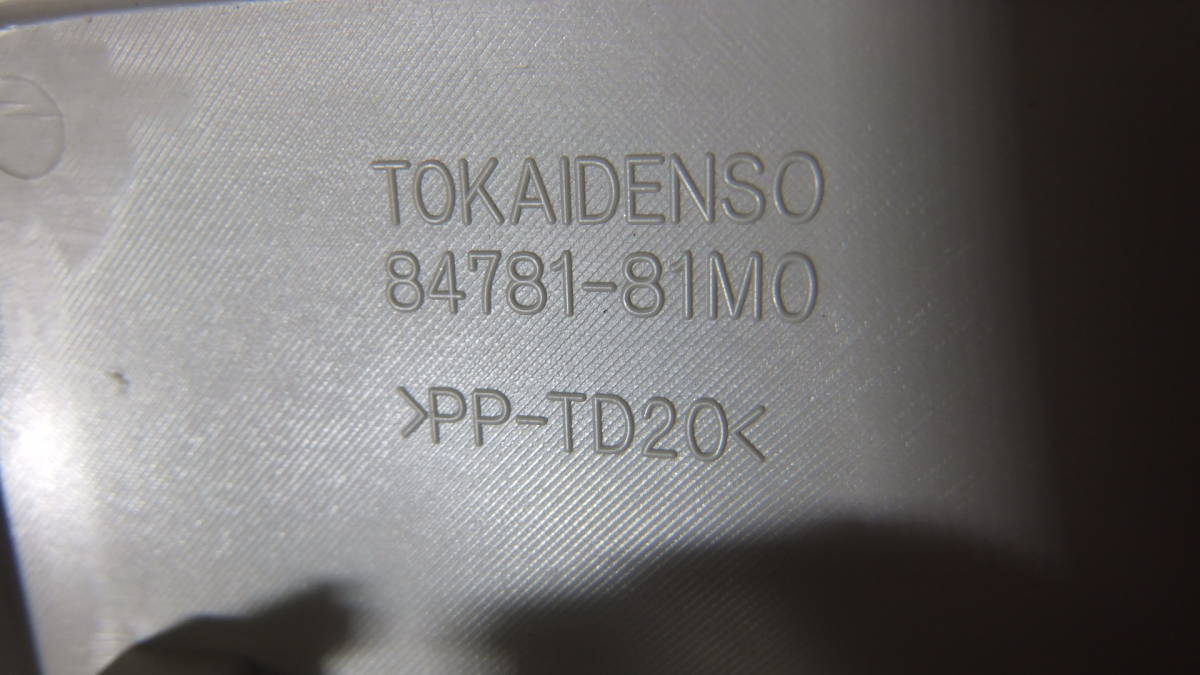 TOKAIDENSO
84781-81M0
>PP-TD20<